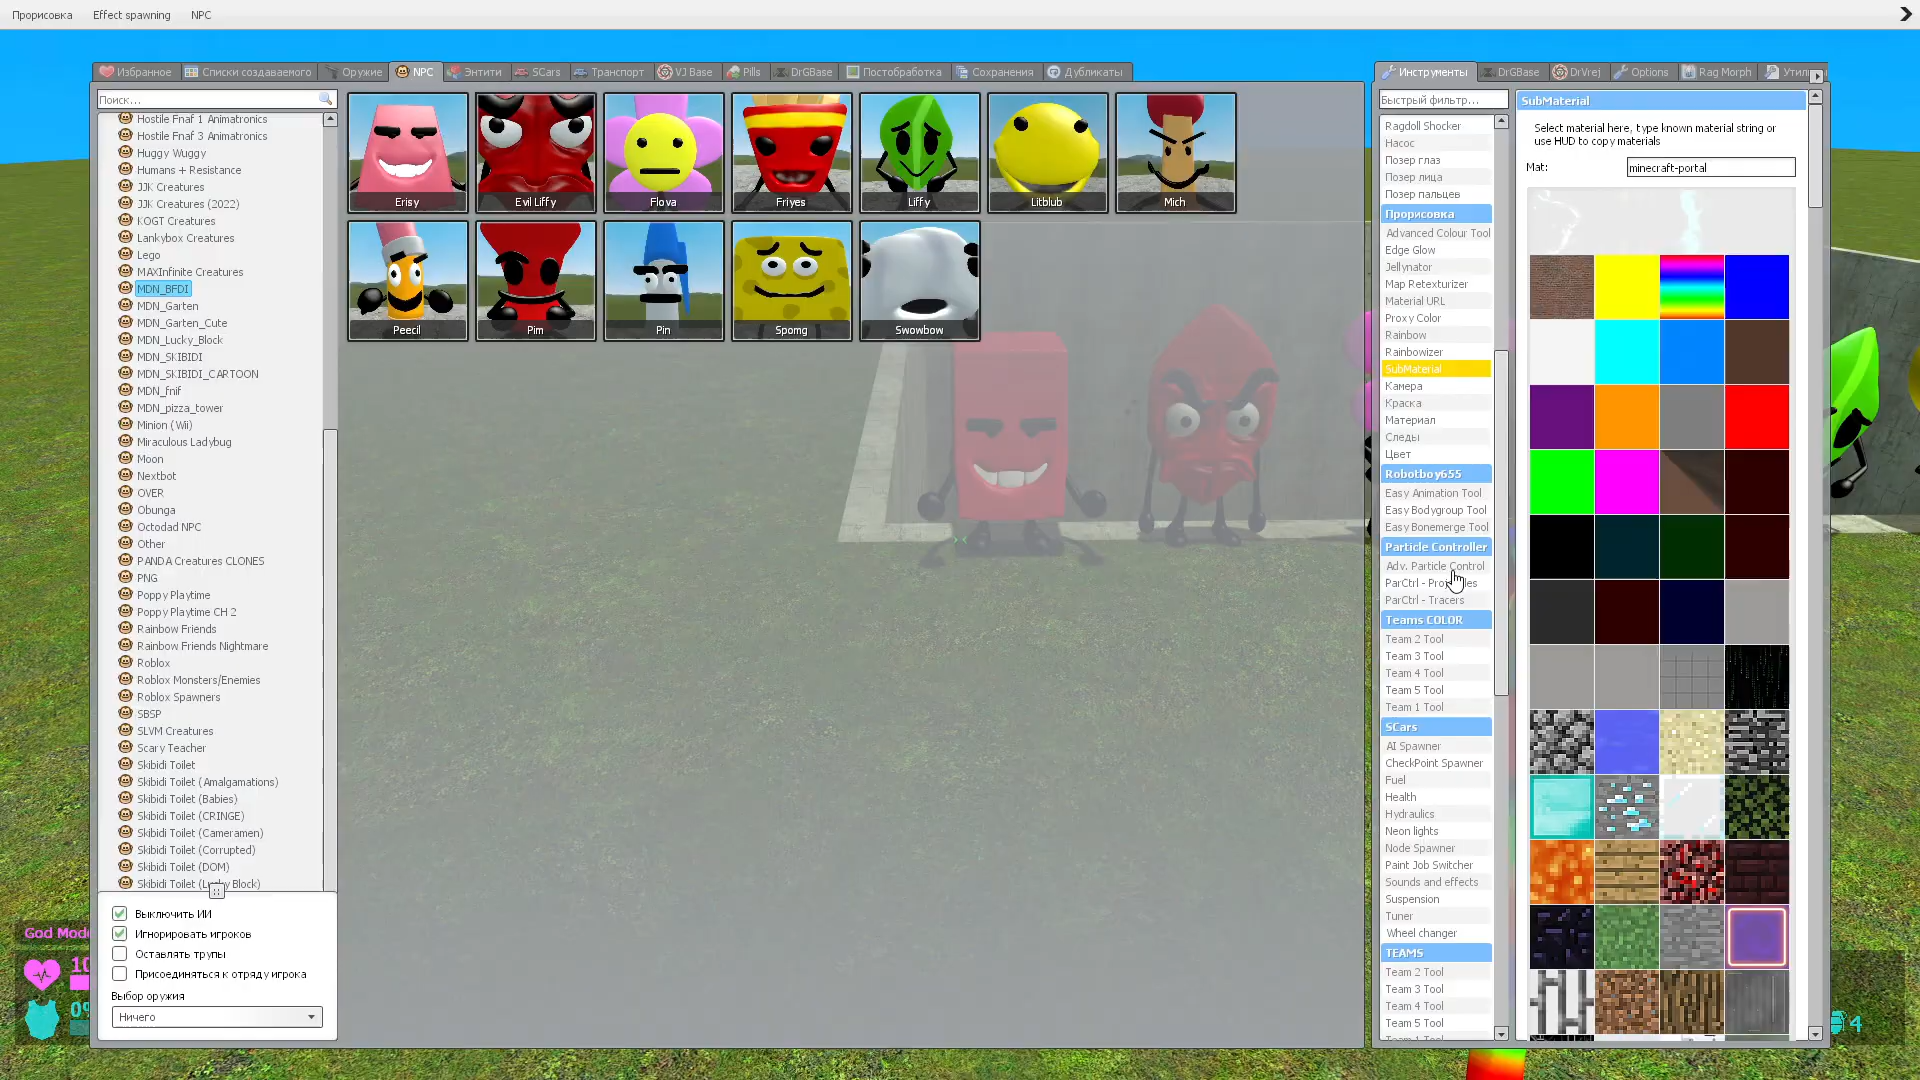 Прорисовка
Effect spawning
NPC
Избранное
Списки создаваемого
Оружие
NPC
Энтити
SCars
Транспорт
VJ Base
Pills
DrGBase
Постобработка
Сохранения
Дубликаты
Поиск...
Hostile Fnaf 1 Animatronics
Hostile Fnaf 3 Animatronics
Huggy Wuggy
Humans + Resistance
JJK Creatures
JJK Creatures (2022)
KOGT Creatures
Lankybox Creatures
Lego
MAXInfinite Creatures
MDN_BFDI
MDN_Garten
MDN_Garten_Cute
MDN_Lucky_Block
MDN_SKIBIDI
MDN_SKIBIDI_CARTOON
MDN_fnif
MDN_pizza_tower
Minion (Wii)
Miraculous Ladybug
Moon
Nextbot
OVER
Obunga
Octodad NPC
Other
PANDA Creatures CLONES
PNG
Poppy Playtime
Poppy Playtime CH 2
Rainbow Friends
Rainbow Friends Nightmare
Roblox
Roblox Monsters/Enemies
Roblox Spawners
SBSP
SLVM Creatures
Scary Teacher
Skibidi Toilet
Skibidi Toilet (Amalgamations)
Skibidi Toilet (Babies)
Skibidi Toilet (CRINGE)
Skibidi Toilet (Cameramen)
Skibidi Toilet (Corrupted)
Skibidi Toilet (DOM)
Skibidi Toilet (Lucky Block)
Выключить ИИ
Игнорировать игроков
Оставлять трупы
Присоединяться к отряду игрока
Выбор оружия
Ничего
God Mode
10
0%
Erisy
Evil Liffy
Flova
Friyes
Liffy
Litblub
Mich
Peecil
Pim
Pin
Spomg
Swowbow
Инструменты
DrGBase
DrVrej
Options
Rag Morph
Быстрый фильтр...
Ragdoll Shocker
Насос
Позер глаз
Позер лица
Позер пальцев
Прорисовка
Advanced Colour Tool
Edge Glow
Jellynator
Map Retexturizer
Material URL
Proxy Color
Rainbow
Rainbowizer
SubMaterial
Камера
Краска
Материал
Следы
Цвет
Robotboy655
Easy Animation Tool
Easy Bodygroup Tool
Easy Bonemerge Tool
Particle Controller
Adv. Particle Control
ParCtrl - Tracers
Teams COLOR
Team 2 Tool
Team 3 Tool
Team 4 Tool
Team 5 Tool
Team 1 Tool
SCars
AI Spawner
CheckPoint Spawner
Fuel
Health
Hydraulics
Neon lights
Node Spawner
Paint Job Switcher
Sounds and effects
Suspension
Tuner
Wheel changer
TEAMS
Team 2 Tool
Team 3 Tool
Team 4 Tool
Team 5 Tool
SubMaterial
Select material here, type known material string or
use HUD to copy materials
Mat:
minecraft-portal
4